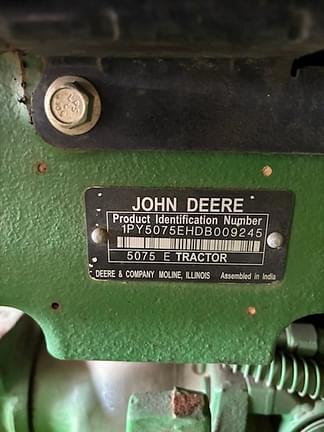 JOHN DEERE
Product Identification Number
1PY5075EHDB009245
5075 E TRACTOR
DEERE & COMPANY MOLINE, ILLINOIS Assembled in India